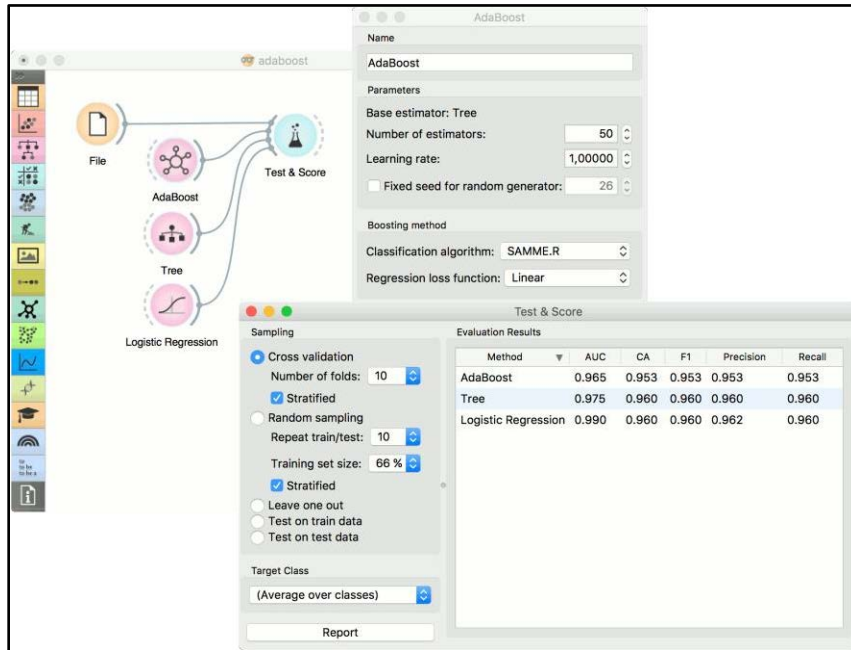 adaboost
File
AdaBoost
Tree
Logistic Regression
Test & Score
AdaBoost
Name
AdaBoost
Parameters
Base estimator: Tree
Number of estimators: 50
Learning rate: 1,00000
Fixed seed for random generator: 26
Boosting method
Classification algorithm: SAMME.R
Regression loss function: Linear
Test & Score
Sampling
Cross validation
Number of folds: 10
Stratified
Random sampling
Repeat train/test: 10
Training set size: 66 %
Stratified
Leave one out
Test on train data
Test on test data
Target Class
(Average over classes)
Report
Evaluation Results
Method AUC CA F1 Precision Recall
AdaBoost 0.965 0.953 0.953 0.953 0.953
Tree 0.975 0.960 0.960 0.960 0.960
Logistic Regression 0.990 0.960 0.960 0.962 0.960